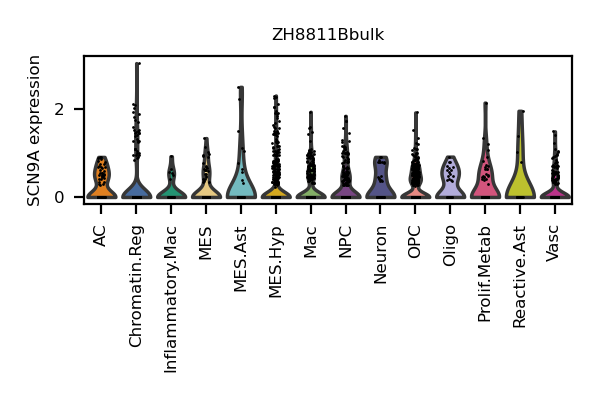 ZH8811Bbulk
SCN9A expression
2
0
AC
Chromatin.Reg
Inflammatory.Mac
MES
MES.Ast
MES.Hyp
Mac
NPC
Neuron
OPC
Oligo
Prolif.Metab
Reactive.Ast
Vasc